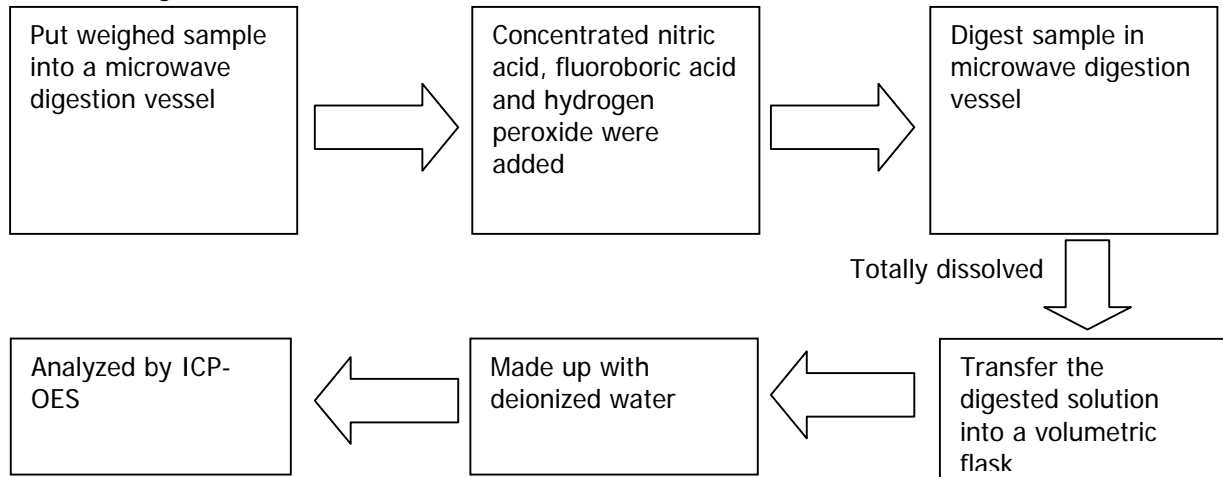 Put weighed sample
into a microwave
digestion vessel
Concentrated nitric
acid, fluoroboric acid
and hydrogen
peroxide were
added
Digest sample in
microwave digestion
vessel
Totally dissolved
Transfer the
digested solution
into a volumetric
flask
Made up with
deionized water
Analyzed by ICP-
OES